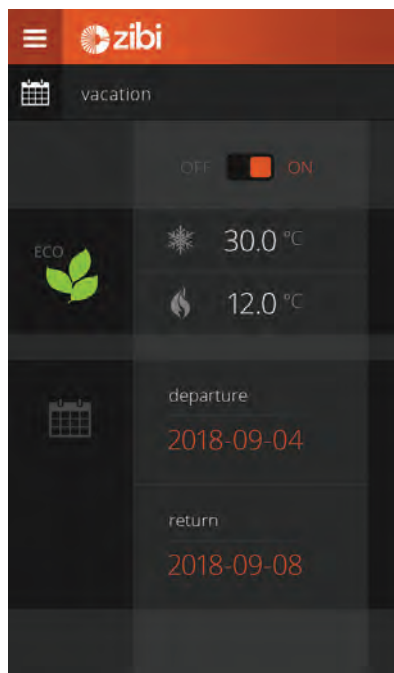 zibi
vacation
OFF ON
ECO
30.0 °C
12.0 °C
departure
2018-09-04
return
2018-09-08